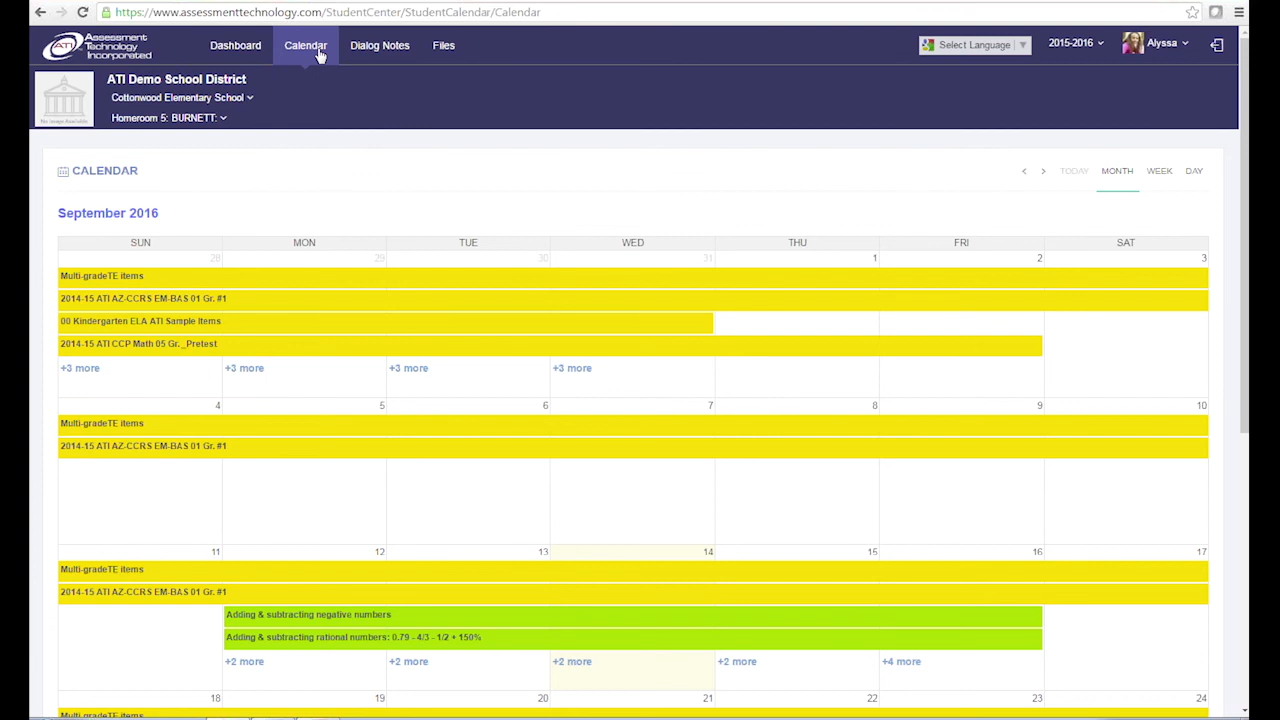 https://www.assessmenttechnology.com/StudentCenter/StudentCalendar/Calendar
ATI Assessment Technology Incorporated
Dashboard Calendar Dialog Notes Files Select Language 2015-2016 Alyssa
ATI Demo School District
Cottonwood Elementary School
Homeroom 5: BURNETT:
CALENDAR TODAY MONTH WEEK DAY
September 2016
SUN MON TUE WED THU FRI SAT
28 29 30 31 1 2 3
Multi-gradeTE items
2014-15 ATI AZ-CCRS EM-BAS 01 Gr. #1
00 Kindergarten ELA ATI Sample Items
2014-15 ATI CCP Math 05 Gr._Pretest
+3 more +3 more +3 more +3 more
4 5 6 7 8 9 10
Multi-gradeTE items
2014-15 ATI AZ-CCRS EM-BAS 01 Gr. #1
11 12 13 14 15 16 17
Multi-gradeTE items
2014-15 ATI AZ-CCRS EM-BAS 01 Gr. #1
Adding & subtracting negative numbers
Adding & subtracting rational numbers: 0.79 - 4/3 - 1/2 + 150%
+2 more +2 more +2 more +2 more +4 more
18 19 20 21 22 23 24
Multi-gradeTE items